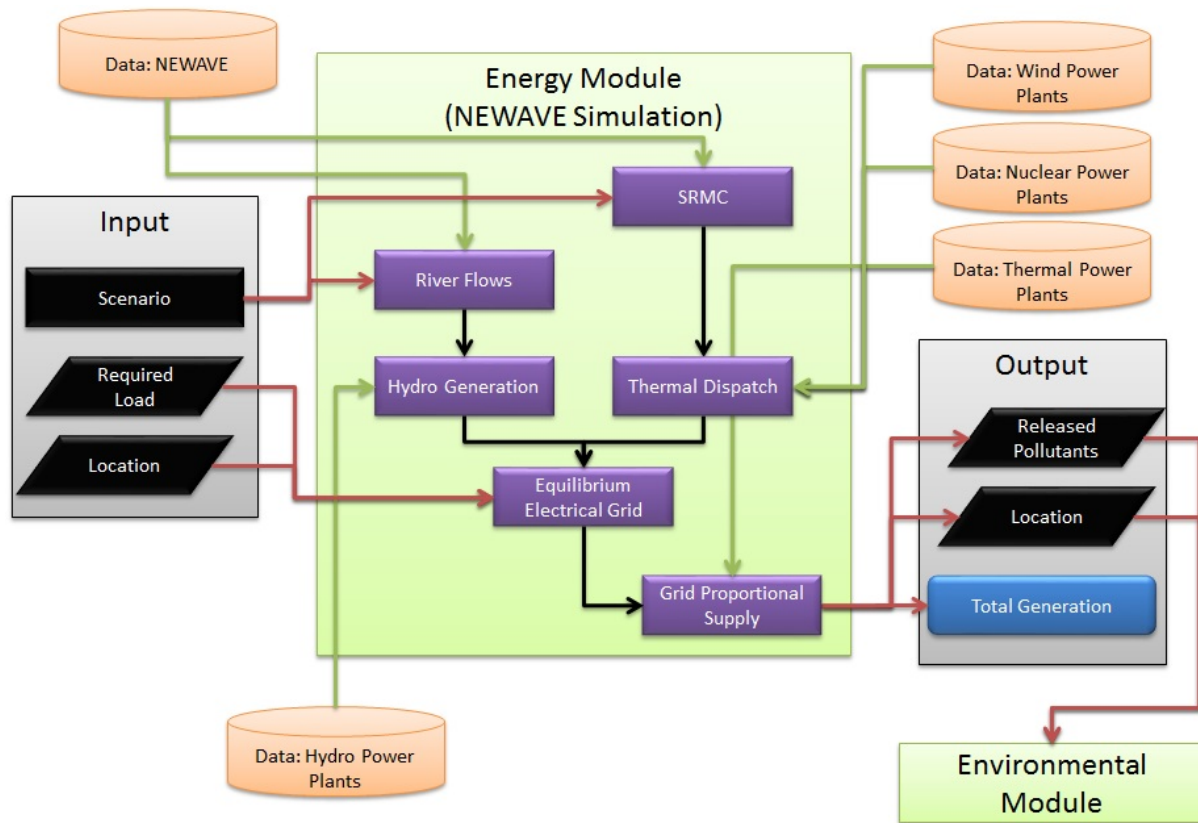 Data: NEWAVE
Energy Module
(NEWAVE Simulation)
Data: Wind Power
Plants
Data: Nuclear Power
Plants
Data: Thermal Power
Plants
Input
Scenario
Required
Load
Location
SRMC
River Flows
Hydro Generation
Thermal Dispatch
Equilibrium
Electrical Grid
Grid Proportional
Supply
Output
Released
Pollutants
Location
Total Generation
Data: Hydro Power
Plants
Environmental
Module